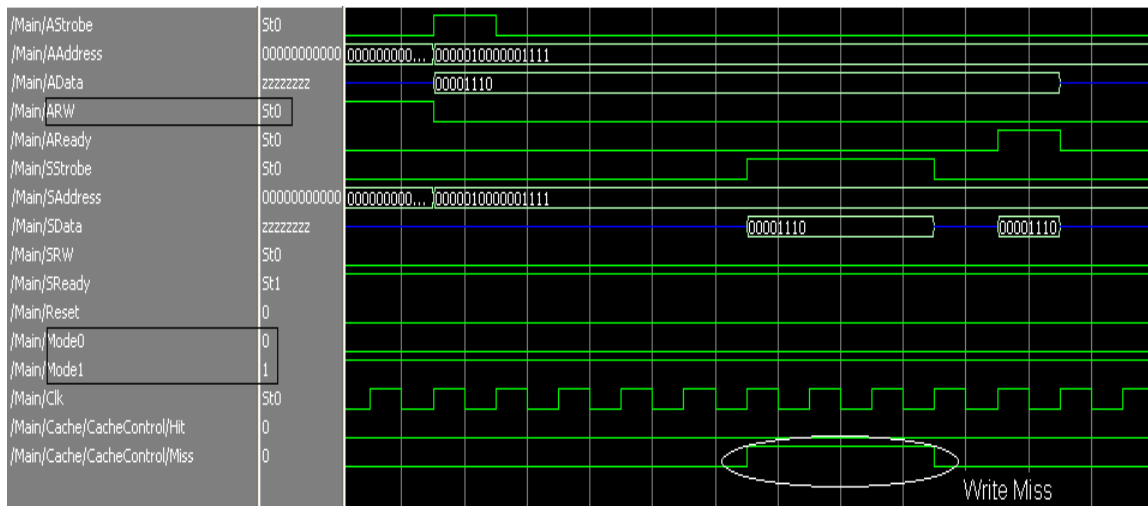 /Main/AStrobe St0
/Main/AAddress 00000000000 000000000... 0000010000001111
/Main/AData zzzzzzzz 00001110
/Main/ARW St0
/Main/AReady St0
/Main/SStrobe St0
/Main/SAddress 00000000000 000000000... 0000010000001111
/Main/SData zzzzzzzz 00001110 00001110
/Main/SRW St0
/Main/SReady St1
/Main/Reset 0
/Main/Mode0 0
/Main/Mode1 1
/Main/Clk St0
/Main/Cache/CacheControl/Hit 0
/Main/Cache/CacheControl/Miss 0
Write Miss